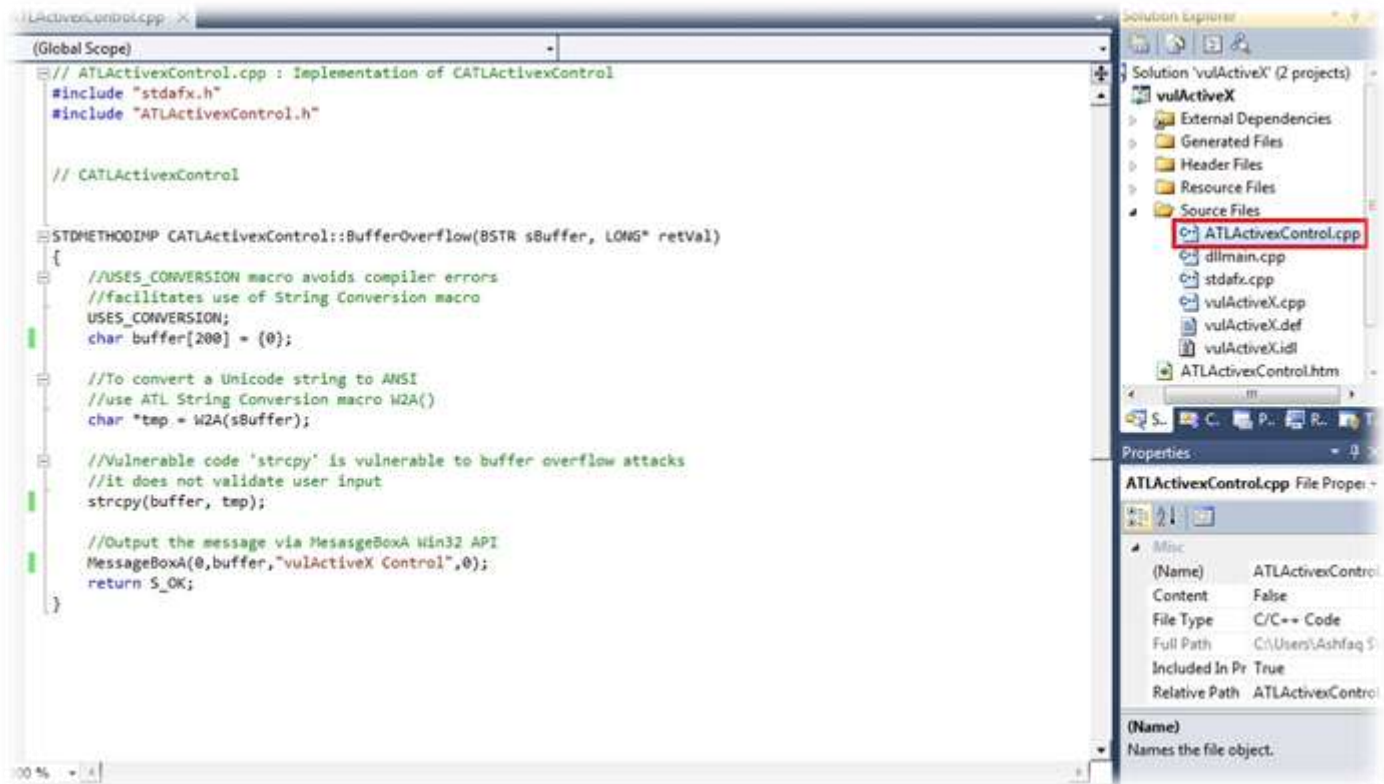 ATLActivexControl.cpp
(Global Scope)
// ATLActivexControl.cpp : Implementation of CATLActivexControl
#include "stdafx.h"
#include "ATLActivexControl.h"
// CATLActivexControl
STDMETHODIMP CATLActivexControl::BufferOverflow(BSTR sBuffer, LONG* retVal)
{
//USES_CONVERSION macro avoids compiler errors
//facilitates use of String Conversion macro
USES_CONVERSION;
char buffer[200] = {0};
//To convert a Unicode string to ANSI
//use ATL String Conversion macro W2A()
char *tmp = W2A(sBuffer);
//Vulnerable code 'strcpy' is vulnerable to buffer overflow attacks
//it does not validate user input
strcpy(buffer, tmp);
//Output the message via MesasgeBoxA Win32 API
MessageBoxA(0,buffer,"vulActiveX Control",0);
return S_OK;
}
00 %
Solution Explorer
Solution 'vulActiveX' (2 projects)
vulActiveX
External Dependencies
Generated Files
Header Files
Resource Files
Source Files
ATLActivexControl.cpp
dllmain.cpp
stdafx.cpp
vulActiveX.cpp
vulActiveX.def
vulActiveX.idl
ATLActivexControl.htm
S.. C. P.. R.. T
Properties
ATLActivexControl.cpp File Proper
Misc
(Name) ATLActivexControl
Content False
File Type C/C++ Code
Full Path C:\Users\Ashfaq S
Included In Pr True
Relative Path ATLActivexContro
(Name)
Names the file object.